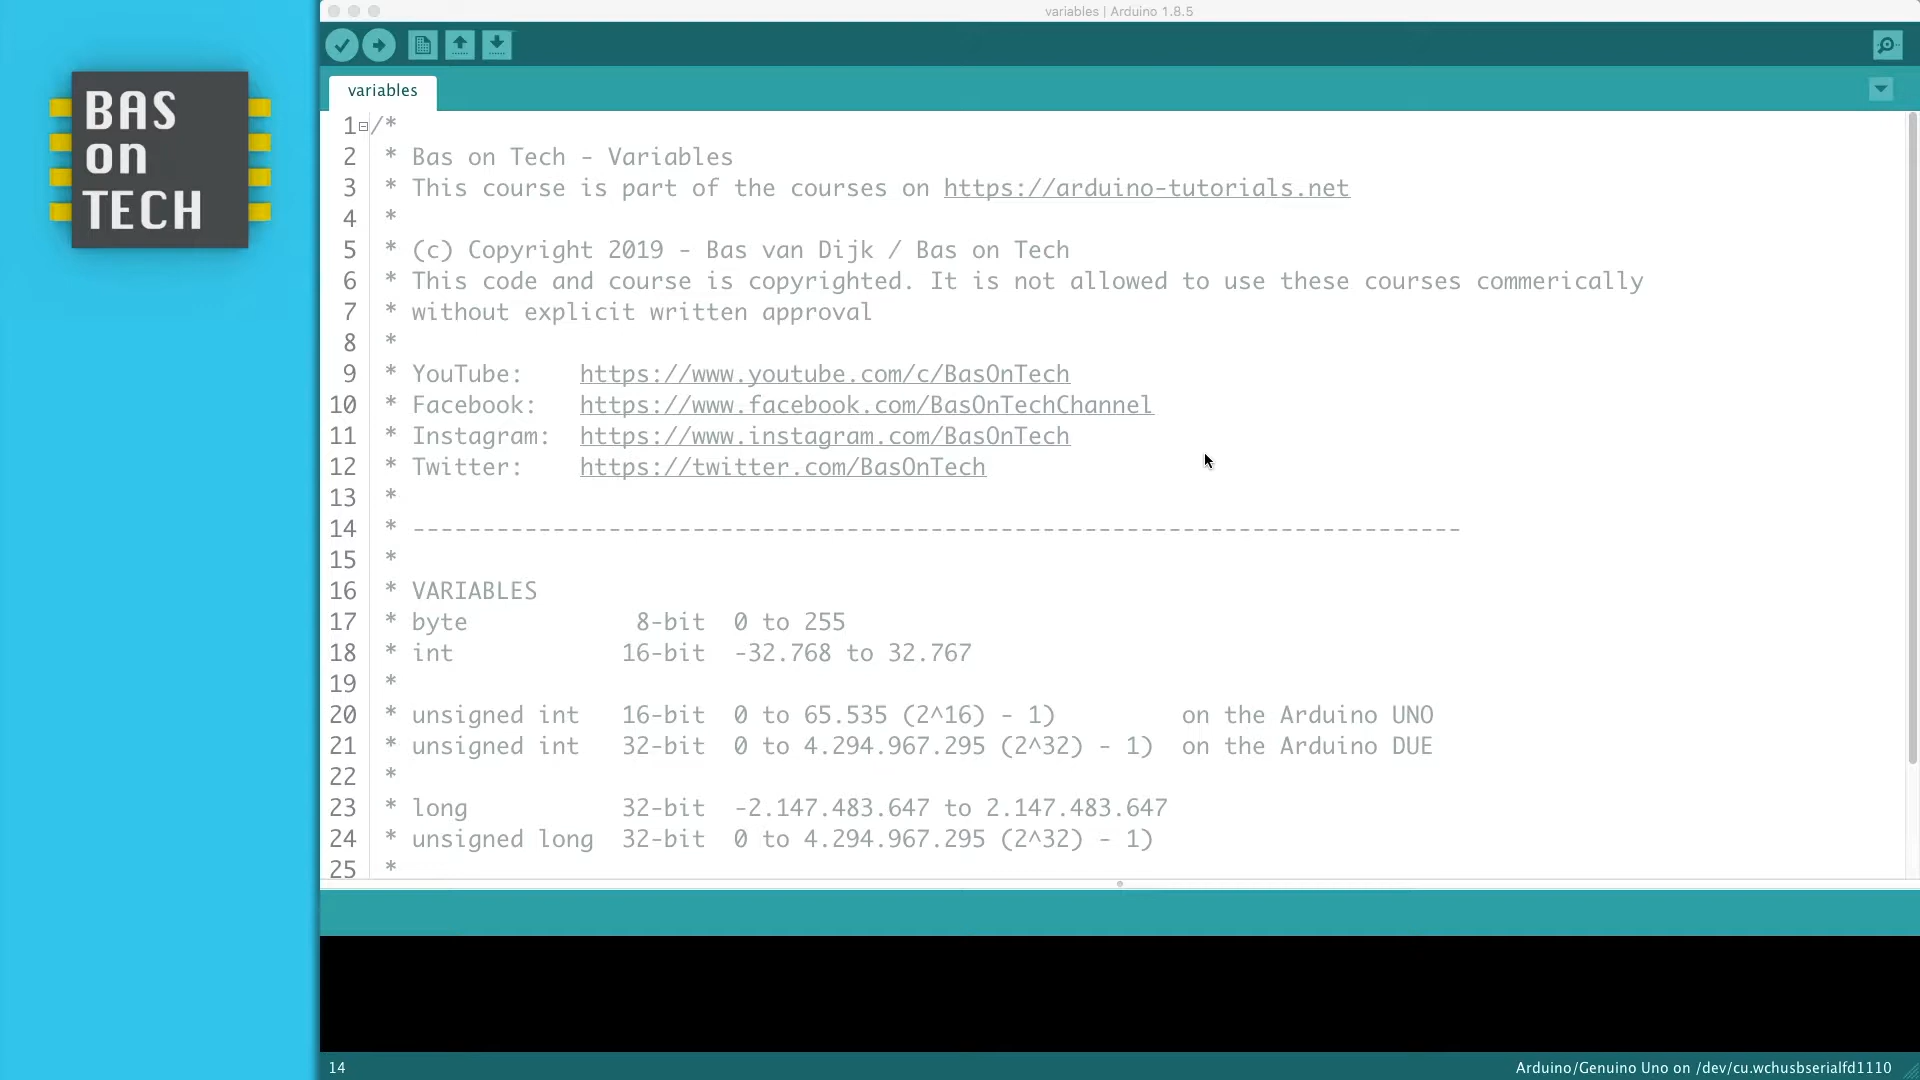 BAS
on
TECH
variables | Arduino 1.8.5
variables
1 /*
2 * Bas on Tech - Variables
3 * This course is part of the courses on https://arduino-tutorials.net
4 *
5 * (c) Copyright 2019 - Bas van Dijk / Bas on Tech
6 * This code and course is copyrighted. It is not allowed to use these courses commerically
7 * without explicit written approval
8 *
9 * YouTube: https://www.youtube.com/c/BasOnTech
10 * Facebook: https://www.facebook.com/BasOnTechChannel
11 * Instagram: https://www.instagram.com/BasOnTech
12 * Twitter: https://twitter.com/BasOnTech
13 *
14 * ---------------------------------------------------------------------------
15 *
16 * VARIABLES
17 * byte 8-bit 0 to 255
18 * int 16-bit -32.768 to 32.767
19 *
20 * unsigned int 16-bit 0 to 65.535 (2^16) - 1) on the Arduino UNO
21 * unsigned int 32-bit 0 to 4.294.967.295 (2^32) - 1) on the Arduino DUE
22 *
23 * long 32-bit -2.147.483.647 to 2.147.483.647
24 * unsigned long 32-bit 0 to 4.294.967.295 (2^32) - 1)
25 *
14
Arduino/Genuino Uno on /dev/cu.wchusbserialfd1110